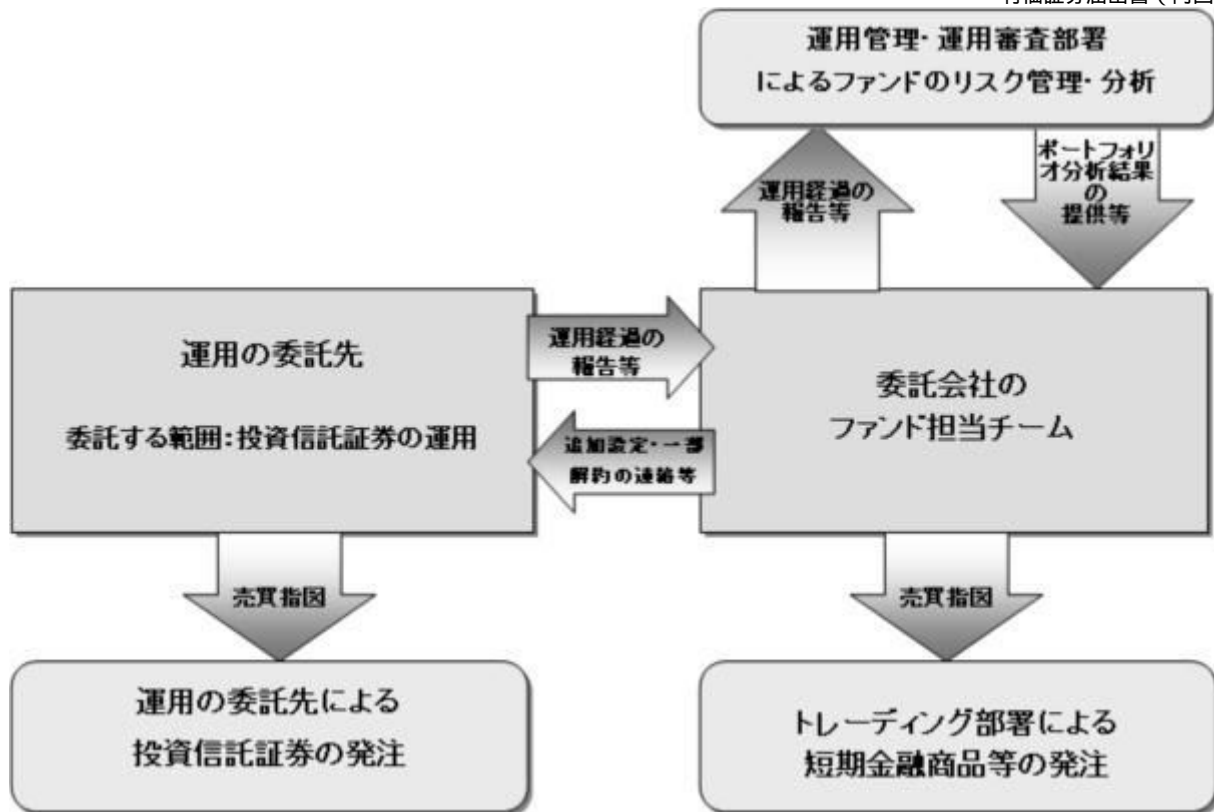 運用管理・運用審査部署
によるファンドのリスク管理・分析
運用経過の
報告等
ポートフォリ
オ分析結果
の
提供等
運用の委託先
委託する範囲：投資信託証券の運用
運用経過の
報告等
追加設定・一部
解約の連絡等
委託会社の
ファンド担当チーム
売買指図
売買指図
運用の委託先による
投資信託証券の発注
トレーディング部署による
短期金融商品等の発注